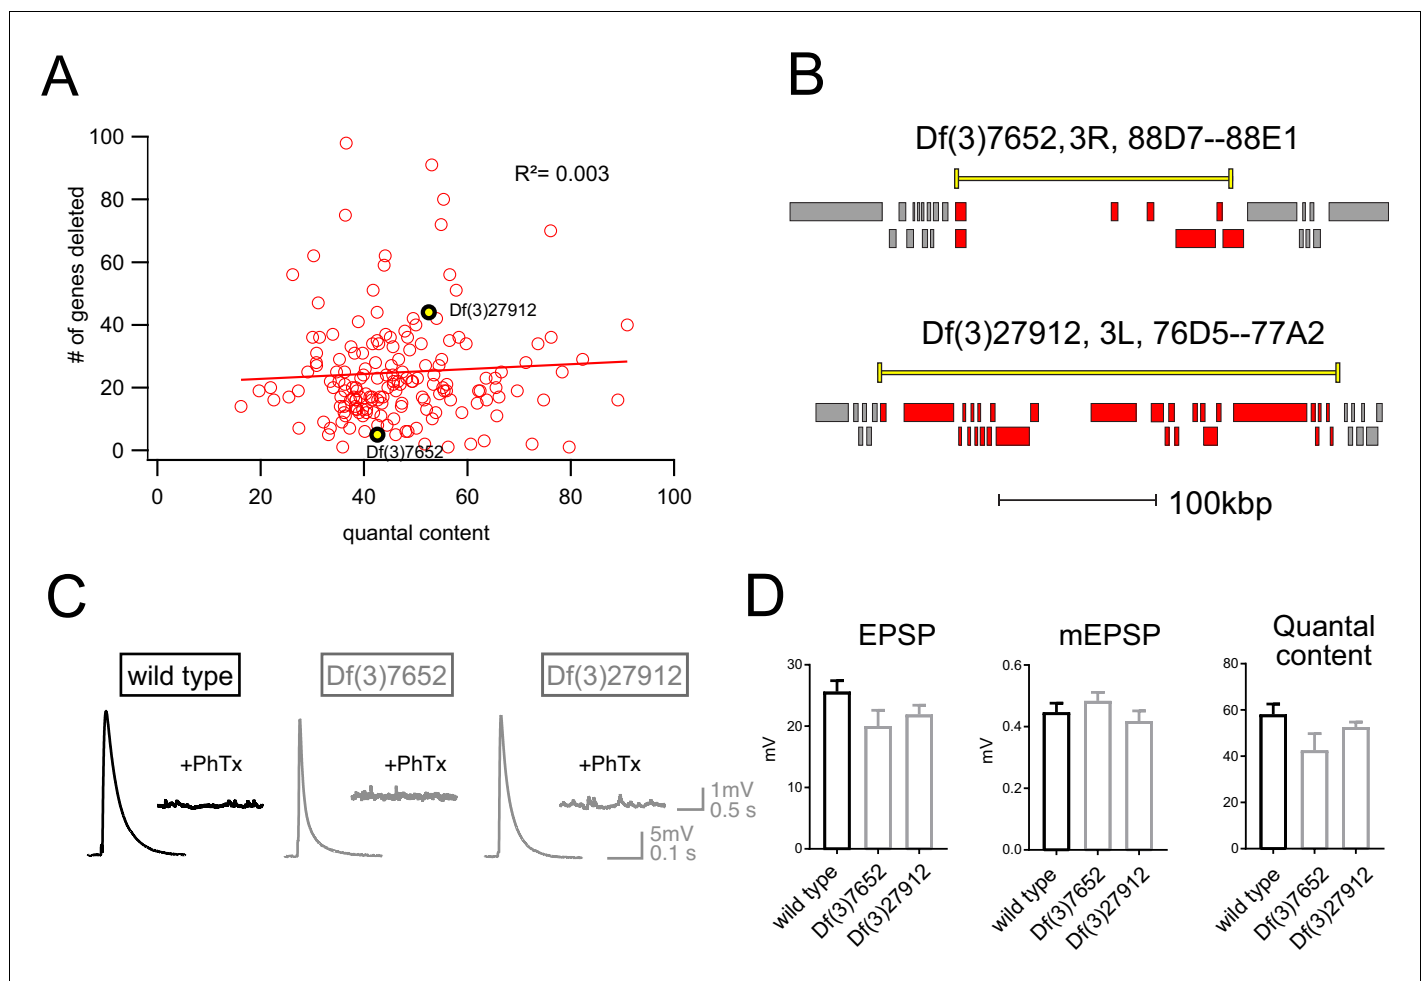 A
100
80
60
40
20
0
# of genes deleted
R²= 0.003
Df(3)27912
Df(3)7652
0 20 40 60 80 100
quantal content
B
Df(3)7652,3R, 88D7--88E1
Df(3)27912, 3L, 76D5--77A2
100kbp
C
wild type
Df(3)7652
Df(3)27912
+PhTx
+PhTx
+PhTx
1mV
0.5 s
5mV
0.1 s
D
EPSP
30
20
10
0
mV
wild type
Df(3)7652
Df(3)27912
mEPSP
0.6
0.4
0.2
0.0
mV
wild type
Df(3)7652
Df(3)27912
Quantal
content
80
60
40
20
0
wild type
Df(3)7652
Df(3)27912